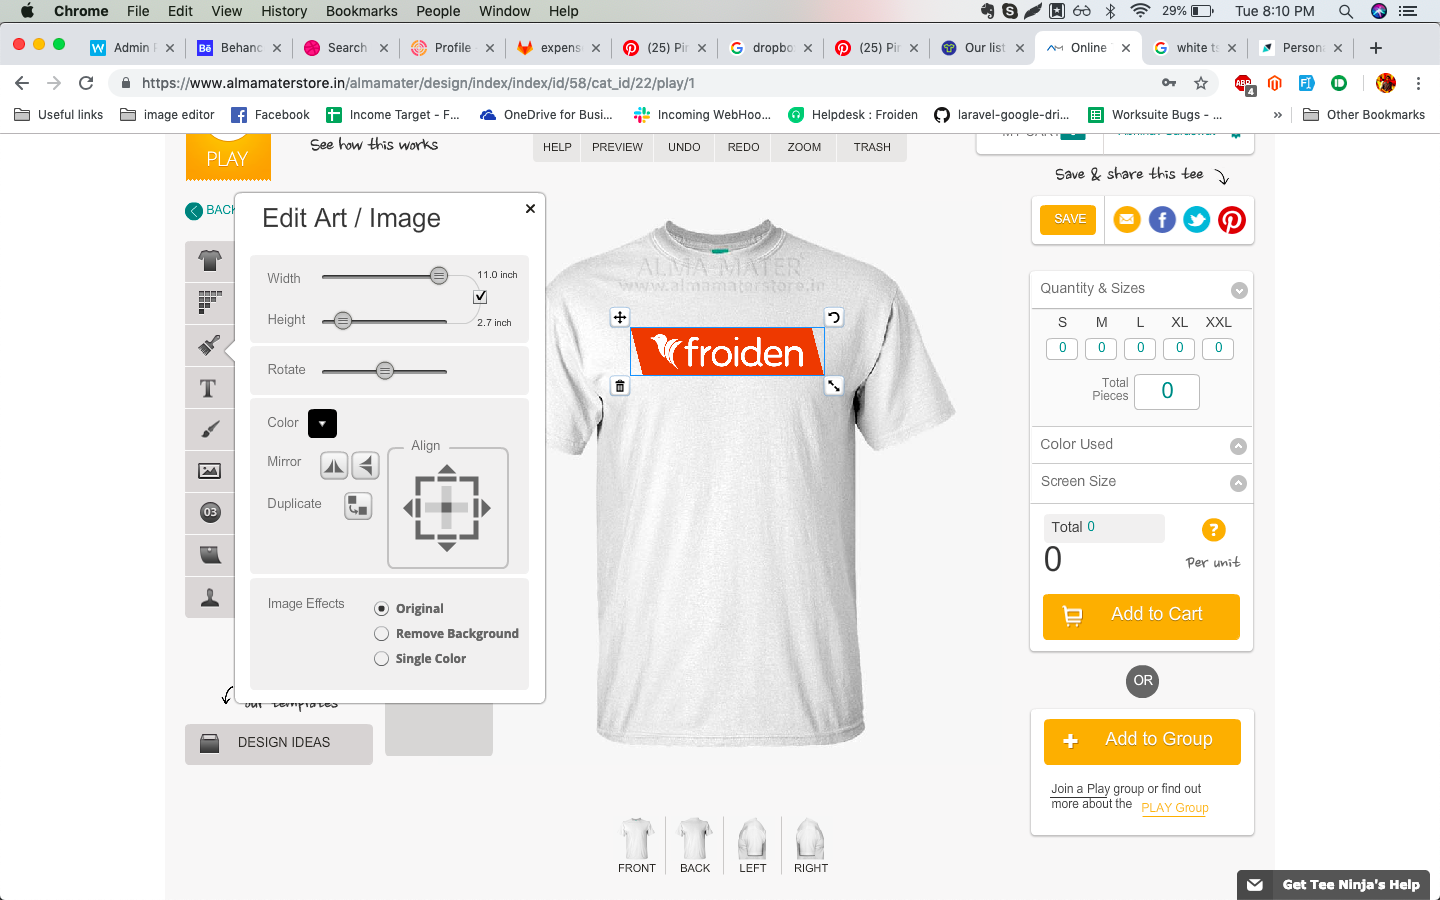 Chrome File Edit View History Bookmarks People Window Help
29% Tue 8:10 PM
Admin Behanc Search Profile expens (25) Pi dropbo (25) Pi Our list Online white ts Person
https://www.almamaterstore.in/almamater/design/index/index/id/58/cat_id/22/play/1
ABP 4
Useful links image editor Facebook Income Target - F... OneDrive for Busi... Incoming WebHoo... Helpdesk : Froiden laravel-google-dri... Worksuite Bugs - ... » Other Bookmarks
PLAY
See how this works
HELP PREVIEW UNDO REDO ZOOM TRASH
Save & share this tee
BACK
Edit Art / Image
SAVE
Width
11.0 inch
Height
2.7 inch
Rotate
Color
Mirror
Align
Duplicate
Image Effects
Original
Remove Background
Single Color
T
03
our templates
DESIGN IDEAS
ALMA-MATER
www.almamaterstore.in
froiden
FRONT BACK LEFT RIGHT
Quantity & Sizes
S M L XL XXL
0 0 0 0 0
Total
Pieces
0
Color Used
Screen Size
Total 0
?
0
Per unit
Add to Cart
OR
Add to Group
Join a Play group or find out
more about the PLAY Group
Get Tee Ninja's Help